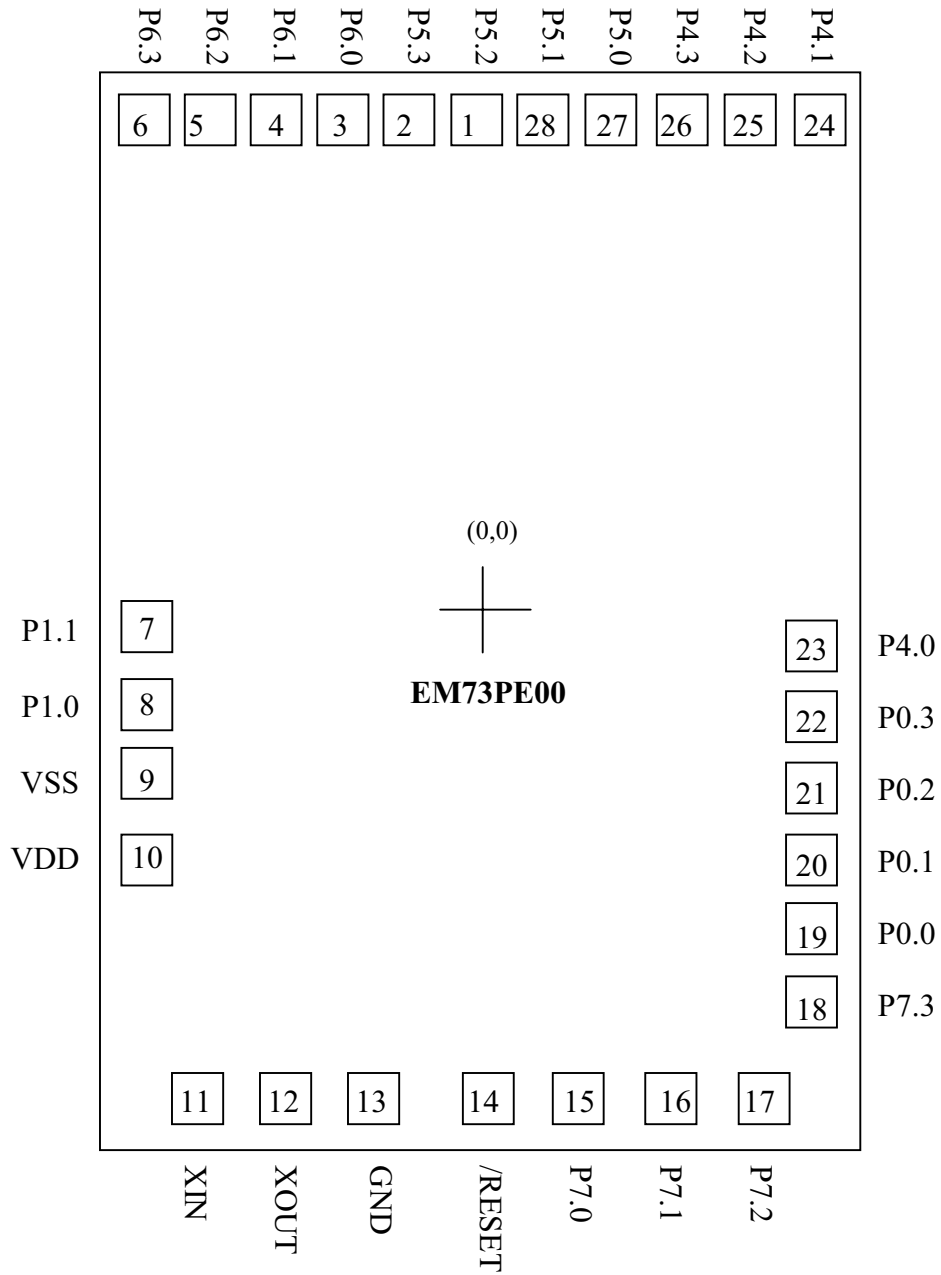 P6.3 P6.2 P6.1 P6.0 P5.3 P5.2 P5.1 P5.0 P4.3 P4.2 P4.1
6 5 4 3 2 1 28 27 26 25 24
(0,0)
P1.1 7
23 P4.0
EM73PE00
P1.0 8
22 P0.3
VSS 9
21 P0.2
VDD 10
20 P0.1
19 P0.0
18 P7.3
11 12 13 14 15 16 17
XIN XOUT GND /RESET P7.0 P7.1 P7.2